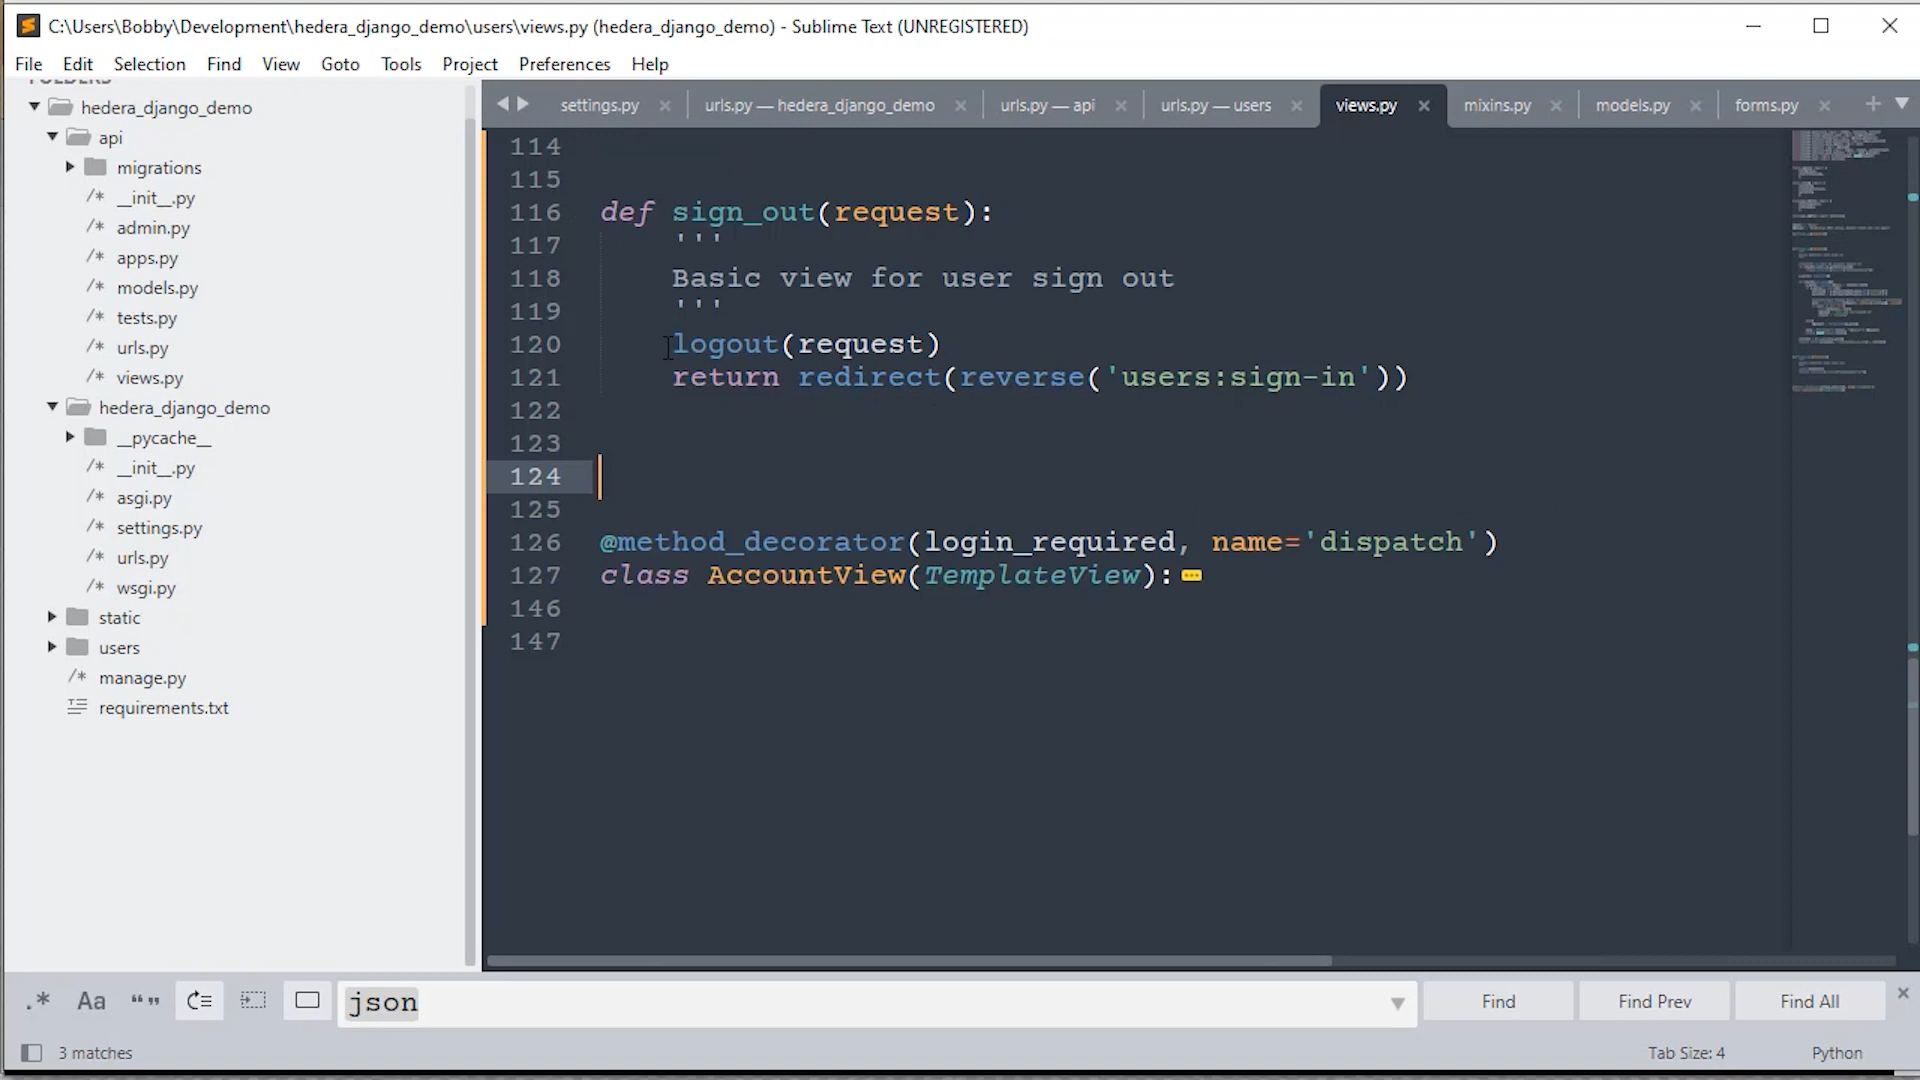 C:\Users\Bobby\Development\hedera_django_demo\users\views.py (hedera_django_demo) - Sublime Text (UNREGISTERED)
File Edit Selection Find View Goto Tools Project Preferences Help
FOLDERS
hedera_django_demo
api
migrations
/* __init__.py
/* admin.py
/* apps.py
/* models.py
/* tests.py
/* urls.py
/* views.py
hedera_django_demo
__pycache__
/* __init__.py
/* asgi.py
/* settings.py
/* urls.py
/* wsgi.py
static
users
/* manage.py
requirements.txt
settings.py × urls.py — hedera_django_demo × urls.py — api × urls.py — users × views.py × mixins.py × models.py × forms.py × +
114
115
116 def sign_out(request):
117 '''
118 Basic view for user sign out
119 '''
120 logout(request)
121 return redirect(reverse('users:sign-in'))
122
123
124
125
126 @method_decorator(login_required, name='dispatch')
127 class AccountView(TemplateView):
146
147
.* Aa “ ” json Find Find Prev Find All ×
3 matches Tab Size: 4 Python